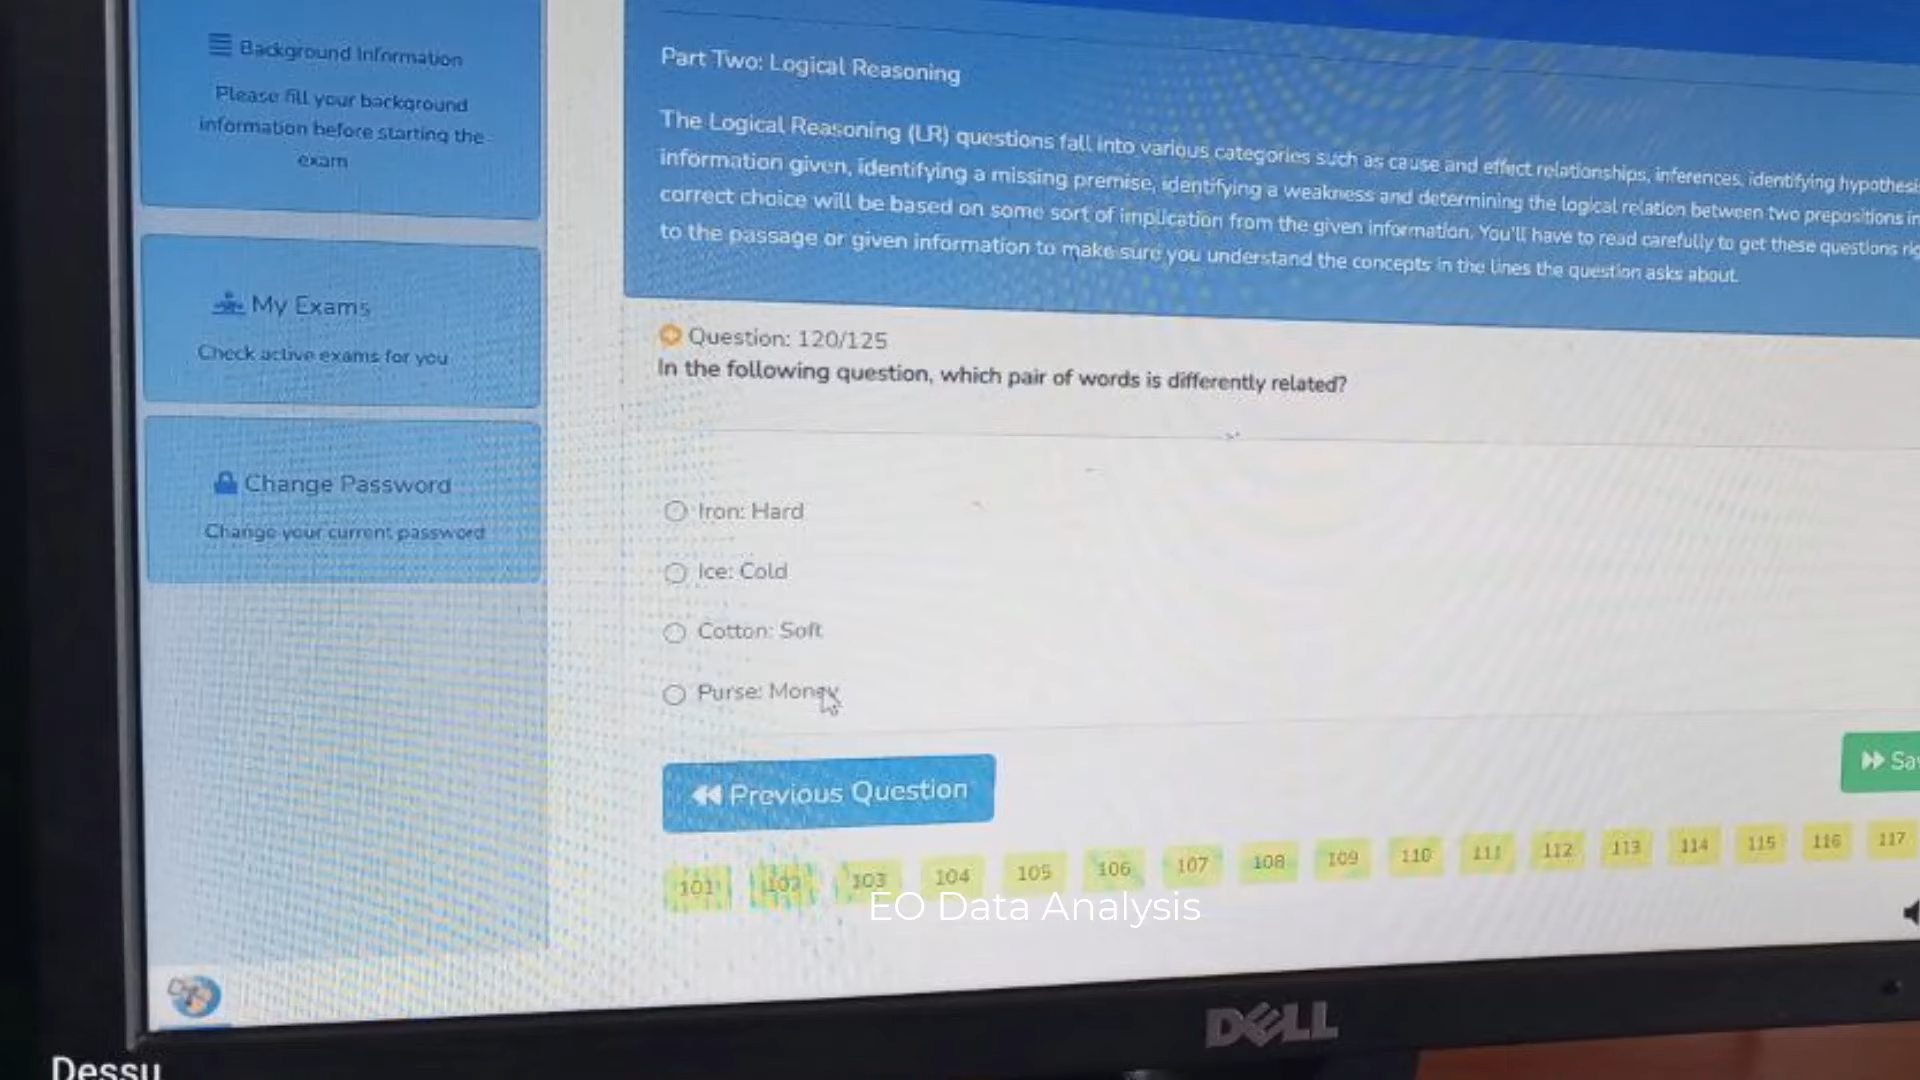 Background Information
Please fill your background
information before starting the
exam
My Exams
Check active exams for you
Change Password
Change your current password
Part Two: Logical Reasoning
The Logical Reasoning (LR) questions fall into various categories such as cause and effect relationships, inferences, identifying
information given, identifying a missing premise, identifying a weakness and determining the logical relation between two prepositions
correct choice will be based on some sort of implication from the given information. You'll have to read carefully to get these questions
to the passage or given information to make sure you understand the concepts in the lines the question asks about.
Question: 120/125
In the following question, which pair of words is differently related?
Iron: Hard
Ice: Cold
Cotton: Soft
Purse: Money
Previous Question
101 102 103 104 105 106 107 108 109 110 111 112 113 114 115 116 117
EO Data Analysis
DELL
Dessu